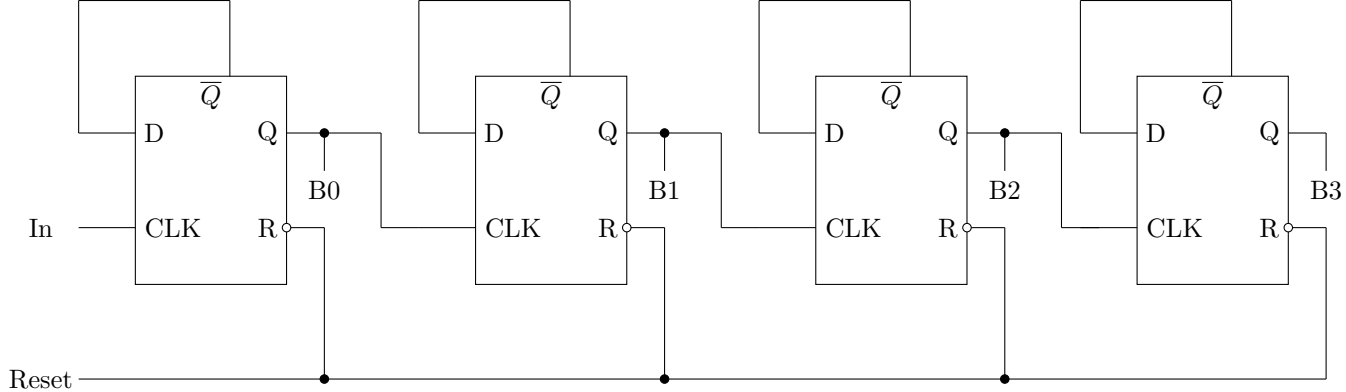 Q̅ Q̅ Q̅ Q̅
D Q D Q D Q D Q
B0 B1 B2 B3
In CLK R CLK R CLK R CLK R
Reset